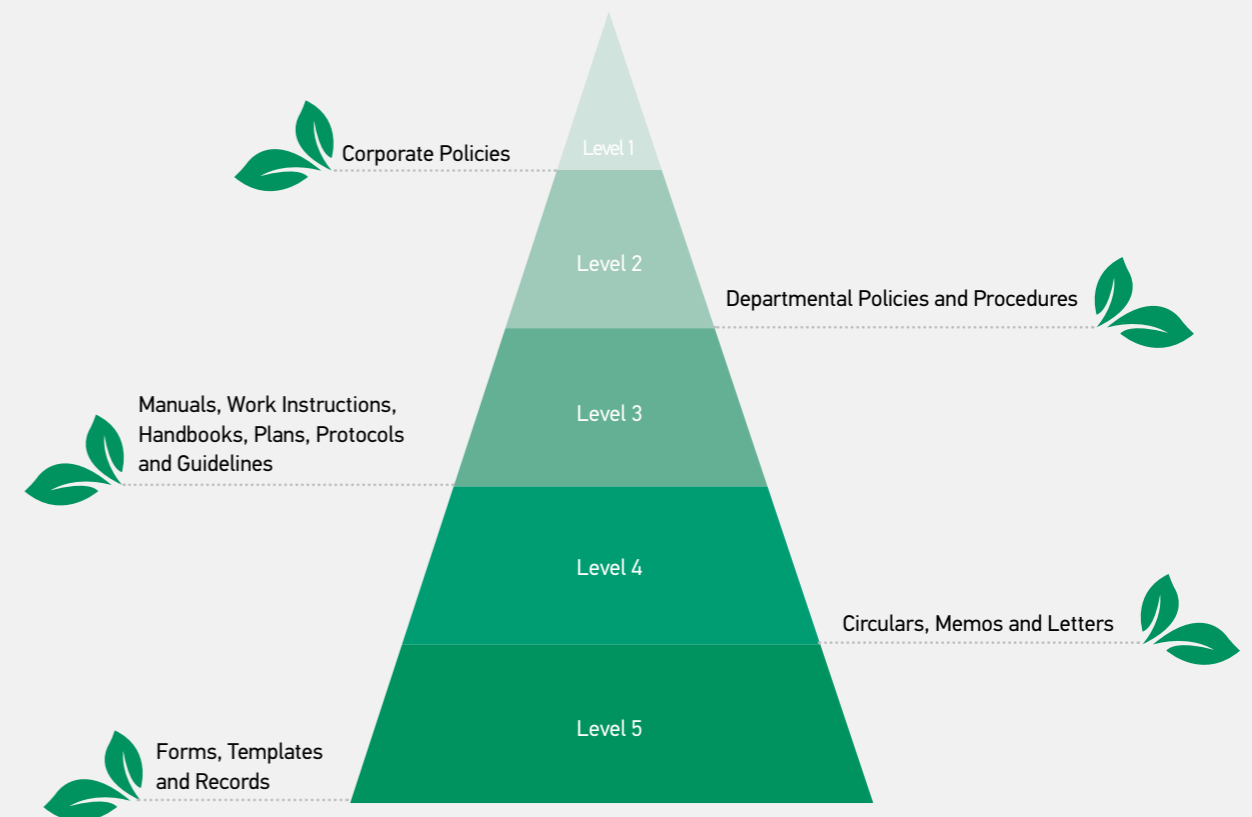 Level 1
Corporate Policies
Level 2
Departmental Policies and Procedures
Manuals, Work Instructions,
Handbooks, Plans, Protocols
and Guidelines
Level 3
Level 4
Circulars, Memos and Letters
Level 5
Forms, Templates
and Records